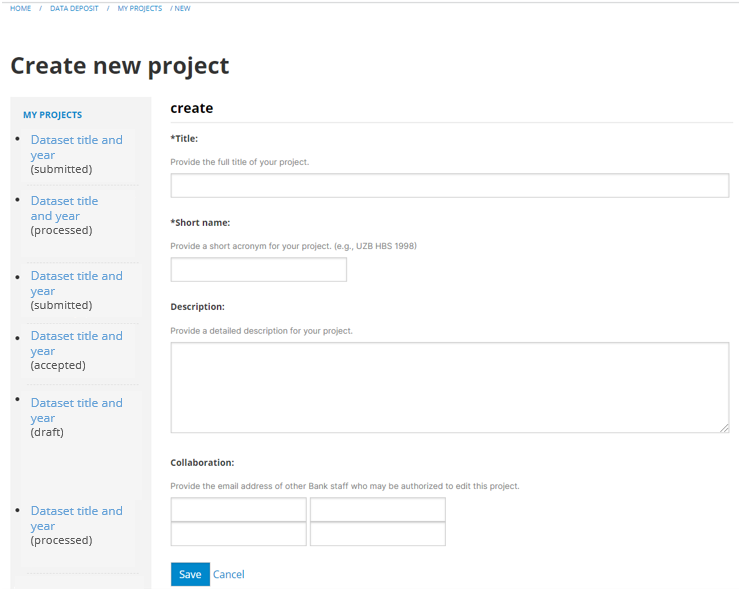 HOME / DATA DEPOSIT / MY PROJECTS / NEW
Create new project
MY PROJECTS
Dataset title and
year
(submitted)
Dataset title
and year
(processed)
Dataset title and
year
(submitted)
Dataset title and
year
(accepted)
Dataset title and
year
(draft)
Dataset title and
year
(processed)
create
*Title:
Provide the full title of your project.
*Short name:
Provide a short acronym for your project. (e.g., UZB HBS 1998)
Description:
Provide a detailed description for your project.
Collaboration:
Provide the email address of other Bank staff who may be authorized to edit this project.
Save Cancel